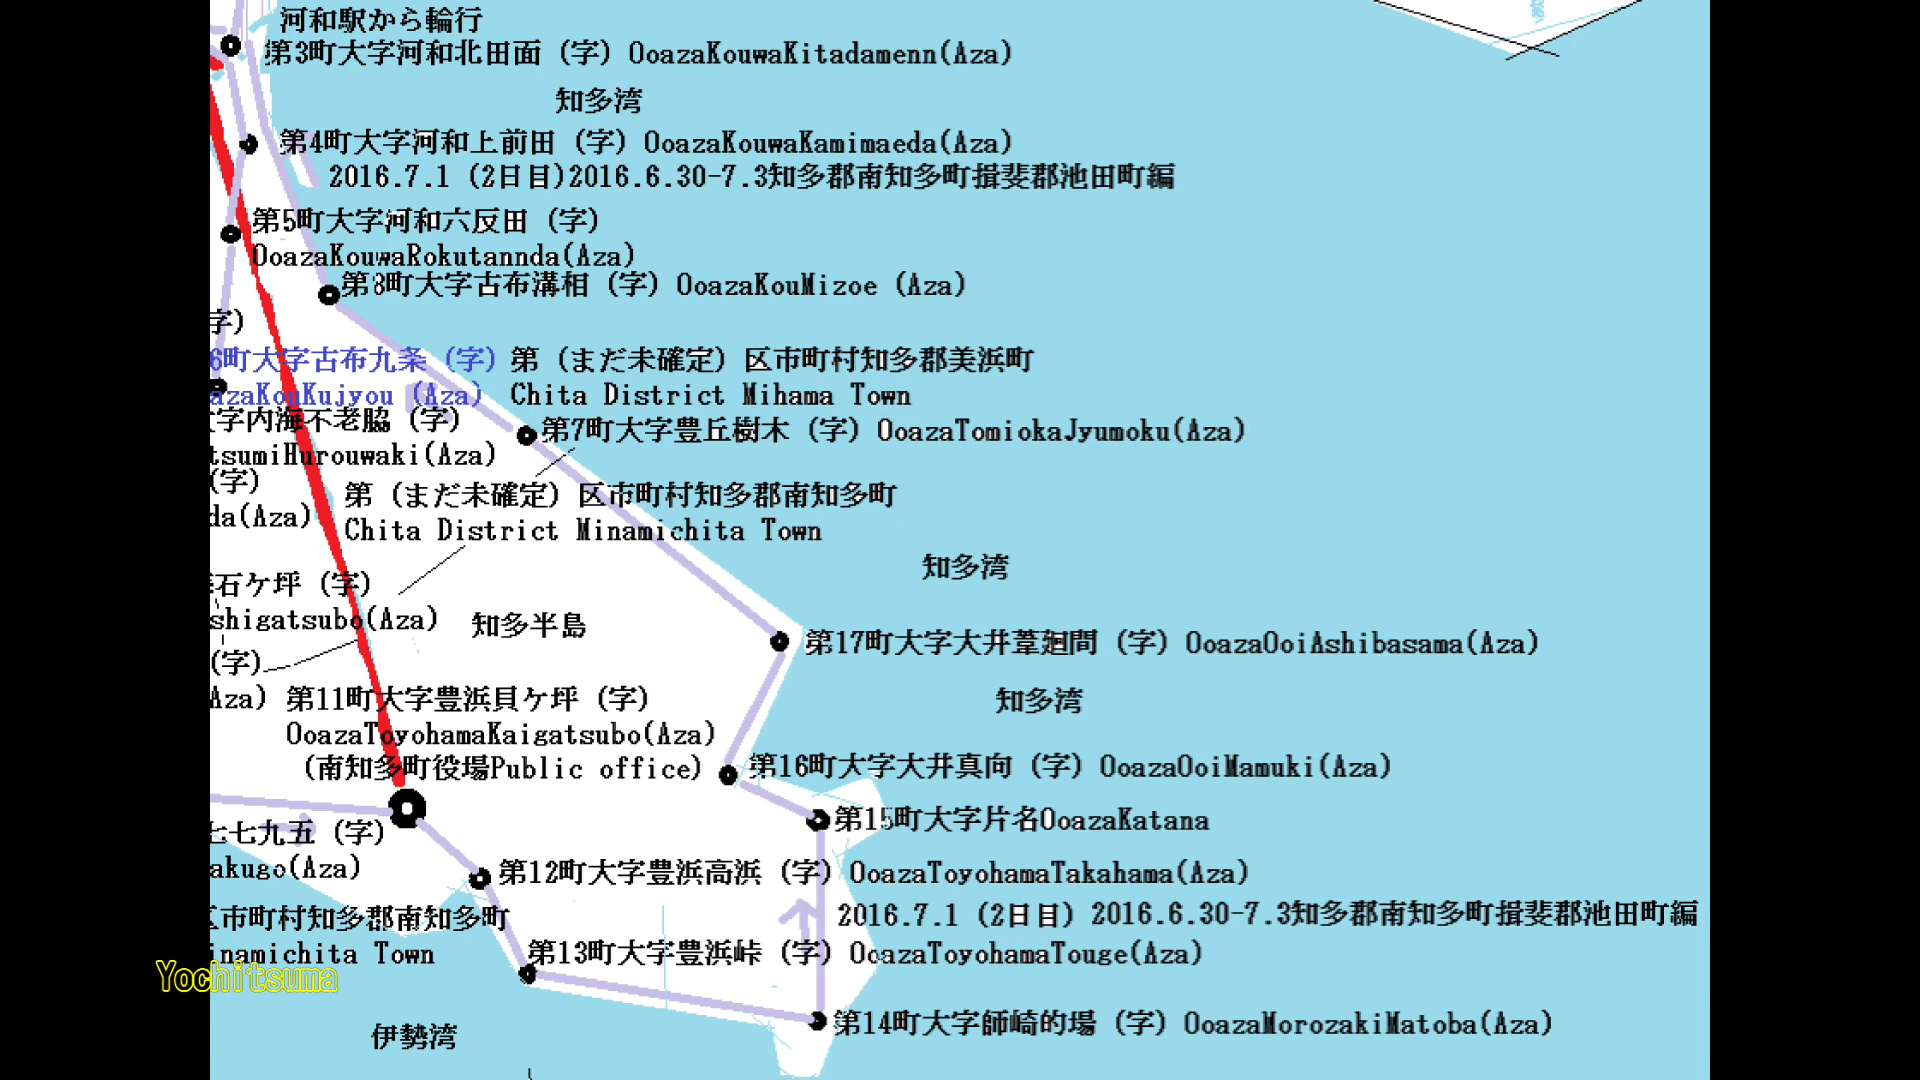 河和駅から輪行
第3町大字河和北田面（字）OoazaKouwaKitadamenn(Aza)
知多湾
第4町大字河和上前田（字）OoazaKouwaKamimaeda(Aza)
2016.7.1 (2日目)2016.6.30-7.3知多郡南知多町揖斐郡池田町編
第5町大字河和六反田（字）
OoazaKouwaRokutannda(Aza)
第8町大字古布溝相（字）OoazaKouMizoe (Aza)
字）
6町大字古布九条（字）
azaKouKujyou (Aza)
第（まだ未確定）区市町村知多郡美浜町
Chita District Mihama Town
字内海不老脇（字）
tsumiHurouwaki(Aza)
第7町大字豊丘樹木（字）OoazaTomiokaJyumoku(Aza)
（字）
da(Aza)
第（まだ未確定）区市町村知多郡南知多町
Chita District Minamichita Town
知多湾
石ケ坪（字）
shigatsubo(Aza)
知多半島
第17町大字大井葦廻間（字）OoazaOoiAshibasama(Aza)
（字）
Aza)
知多湾
第11町大字豊浜貝ケ坪（字）
OoazaToyohamaKaigatsubo(Aza)
(南知多町役場Public office)
第16町大字大井真向（字）OoazaOoiMamuki(Aza)
第15町大字片名OoazaKatana
七七九五（字）
akugo(Aza)
第12町大字豊浜高浜（字）OoazaToyohamaTakahama(Aza)
2016.7.1 (2日目) 2016.6.30-7.3知多郡南知多町揖斐郡池田町編
区市町村知多郡南知多町
inamichita Town
第13町大字豊浜峠（字）OoazaToyohamaTouge(Aza)
Yochitsuma
第14町大字師崎的場（字）OoazaMorozakiMatoba(Aza)
伊勢湾